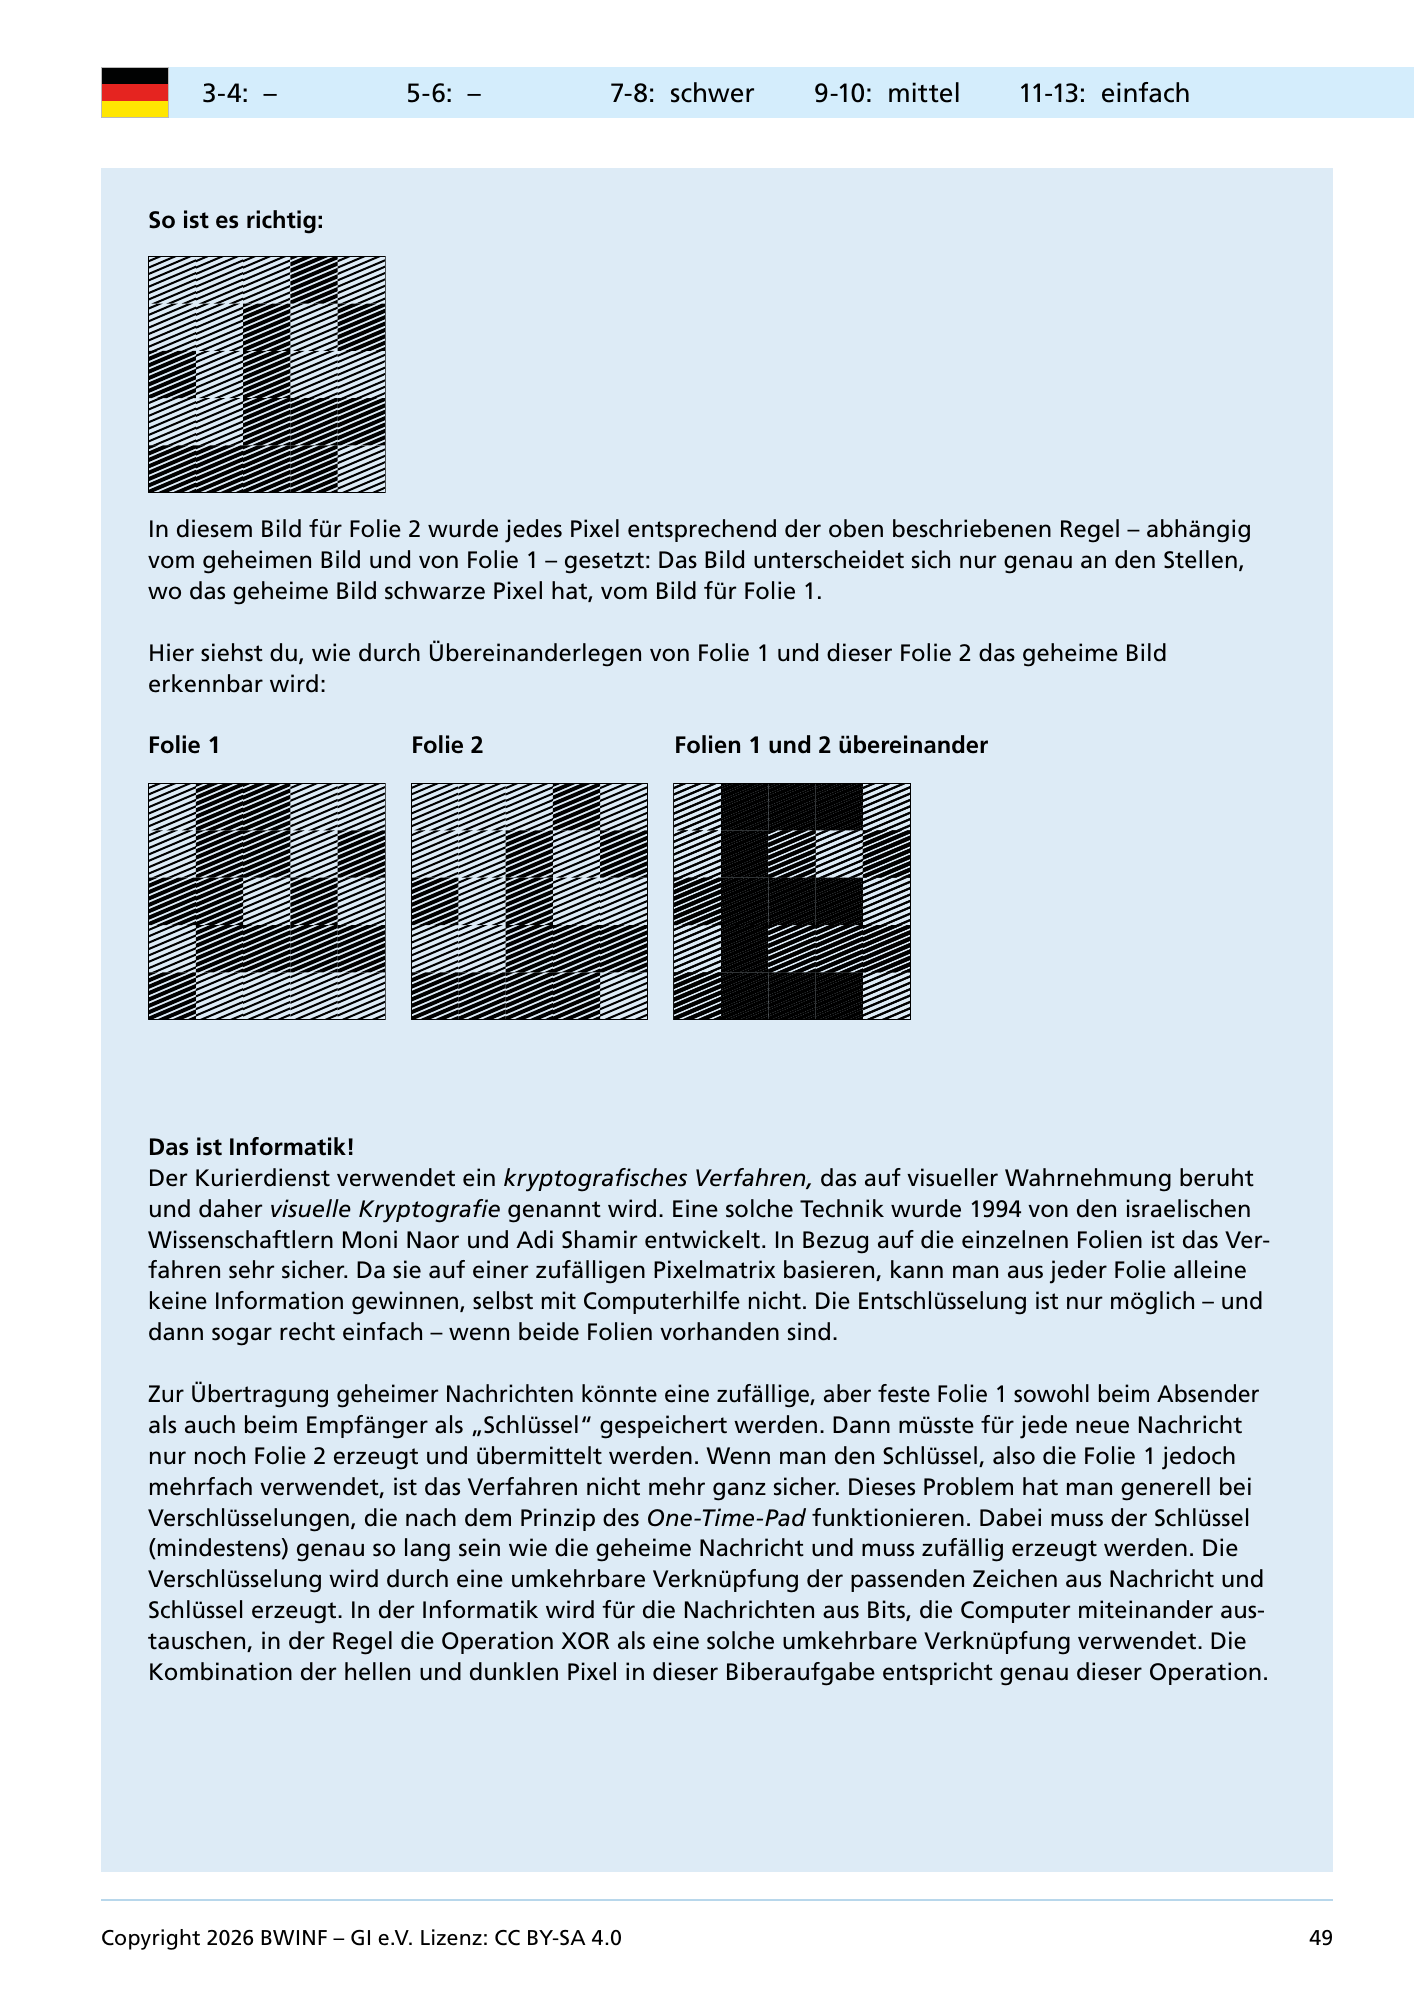 3-4: – 5-6: – 7-8: schwer 9-10: mittel 11-13: einfach
So ist es richtig:
In diesem Bild für Folie 2 wurde jedes Pixel entsprechend der oben beschriebenen Regel – abhängig
vom geheimen Bild und von Folie 1 – gesetzt: Das Bild unterscheidet sich nur genau an den Stellen,
wo das geheime Bild schwarze Pixel hat, vom Bild für Folie 1.
Hier siehst du, wie durch Übereinanderlegen von Folie 1 und dieser Folie 2 das geheime Bild
erkennbar wird:
Folie 1 Folie 2 Folien 1 und 2 übereinander
Das ist Informatik!
Der Kurierdienst verwendet ein kryptografisches Verfahren, das auf visueller Wahrnehmung beruht
und daher visuelle Kryptografie genannt wird. Eine solche Technik wurde 1994 von den israelischen
Wissenschaftlern Moni Naor und Adi Shamir entwickelt. In Bezug auf die einzelnen Folien ist das Ver-
fahren sehr sicher. Da sie auf einer zufälligen Pixelmatrix basieren, kann man aus jeder Folie alleine
keine Information gewinnen, selbst mit Computerhilfe nicht. Die Entschlüsselung ist nur möglich – und
dann sogar recht einfach – wenn beide Folien vorhanden sind.
Zur Übertragung geheimer Nachrichten könnte eine zufällige, aber feste Folie 1 sowohl beim Absender
als auch beim Empfänger als „Schlüssel“ gespeichert werden. Dann müsste für jede neue Nachricht
nur noch Folie 2 erzeugt und übermittelt werden. Wenn man den Schlüssel, also die Folie 1 jedoch
mehrfach verwendet, ist das Verfahren nicht mehr ganz sicher. Dieses Problem hat man generell bei
Verschlüsselungen, die nach dem Prinzip des One-Time-Pad funktionieren. Dabei muss der Schlüssel
(mindestens) genau so lang sein wie die geheime Nachricht und muss zufällig erzeugt werden. Die
Verschlüsselung wird durch eine umkehrbare Verknüpfung der passenden Zeichen aus Nachricht und
Schlüssel erzeugt. In der Informatik wird für die Nachrichten aus Bits, die Computer miteinander aus-
tauschen, in der Regel die Operation XOR als eine solche umkehrbare Verknüpfung verwendet. Die
Kombination der hellen und dunklen Pixel in dieser Biberaufgabe entspricht genau dieser Operation.
Copyright 2026 BWINF – GI e.V. Lizenz: CC BY-SA 4.0 49